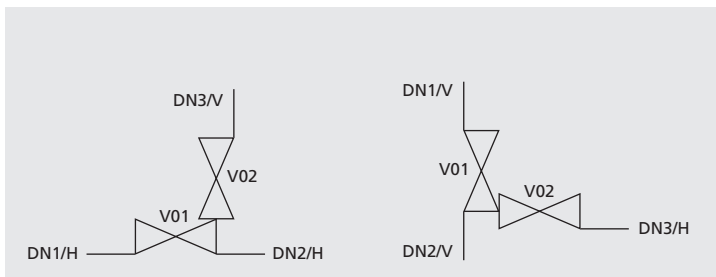 DN3/V
V02
V01
DN1/H
DN2/H
DN1/V
V01
V02
DN3/H
DN2/V